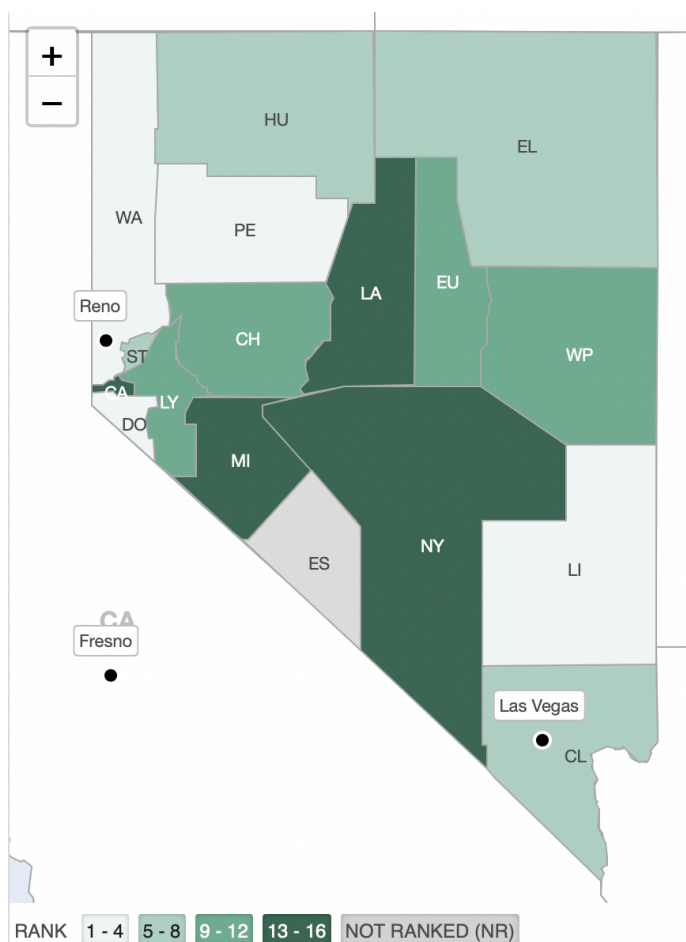 +
−
HU
EL
WA
PE
LA
EU
Reno
CH
ST
WP
CA
LY
DO
MI
NY
ES
LI
CA
Fresno
Las Vegas
CL
RANK 1 - 4 5 - 8 9 - 12 13 - 16 NOT RANKED (NR)